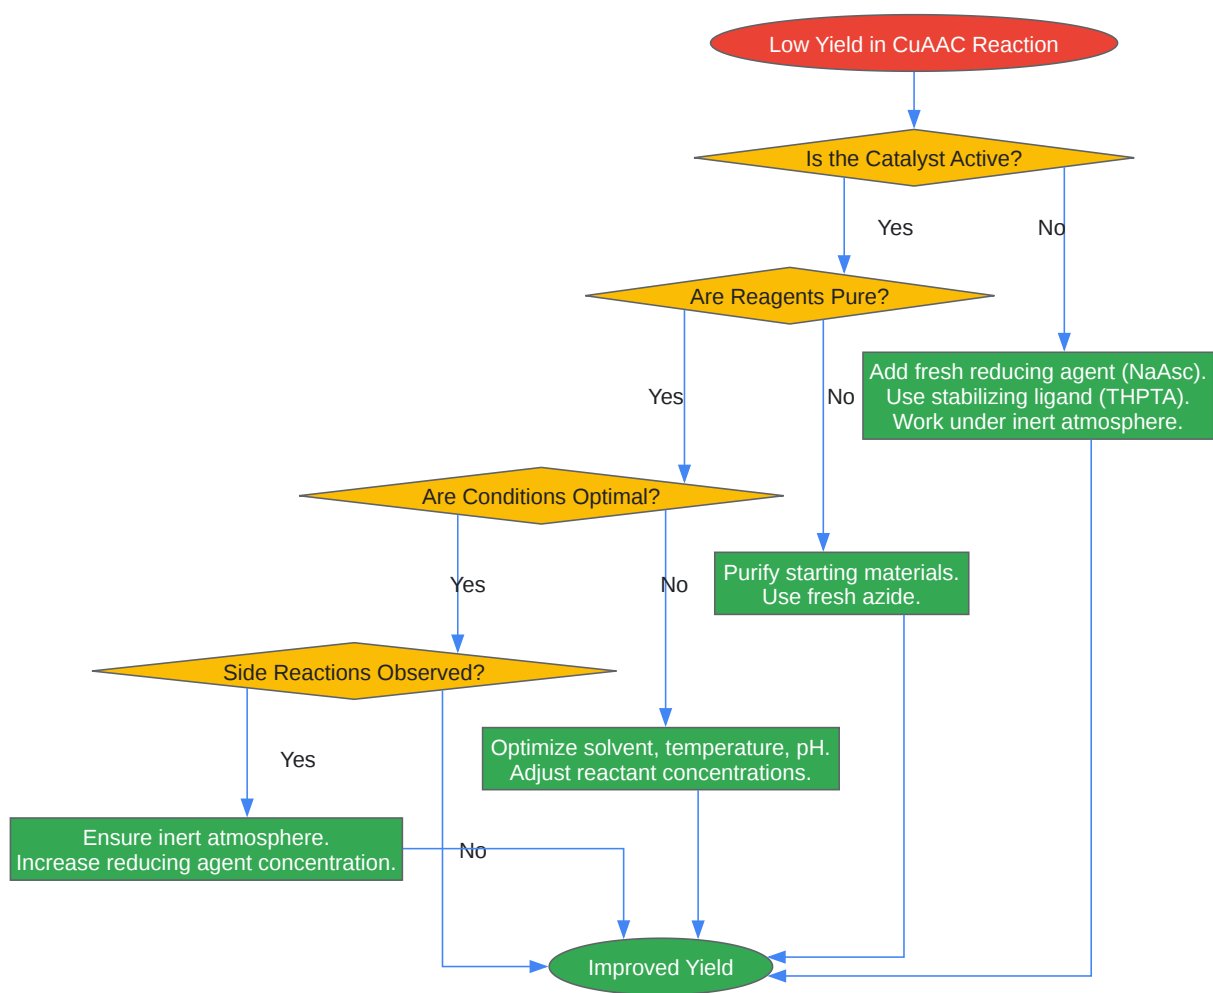 Low Yield in CuAAC Reaction
Is the Catalyst Active?
Yes
No
Are Reagents Pure?
Add fresh reducing agent (NaAsc).
Use stabilizing ligand (THPTA).
Work under inert atmosphere.
Yes
No
Are Conditions Optimal?
Purify starting materials.
Use fresh azide.
Yes
No
Side Reactions Observed?
Optimize solvent, temperature, pH.
Adjust reactant concentrations.
Yes
Ensure inert atmosphere.
Increase reducing agent concentration.
No
Improved Yield